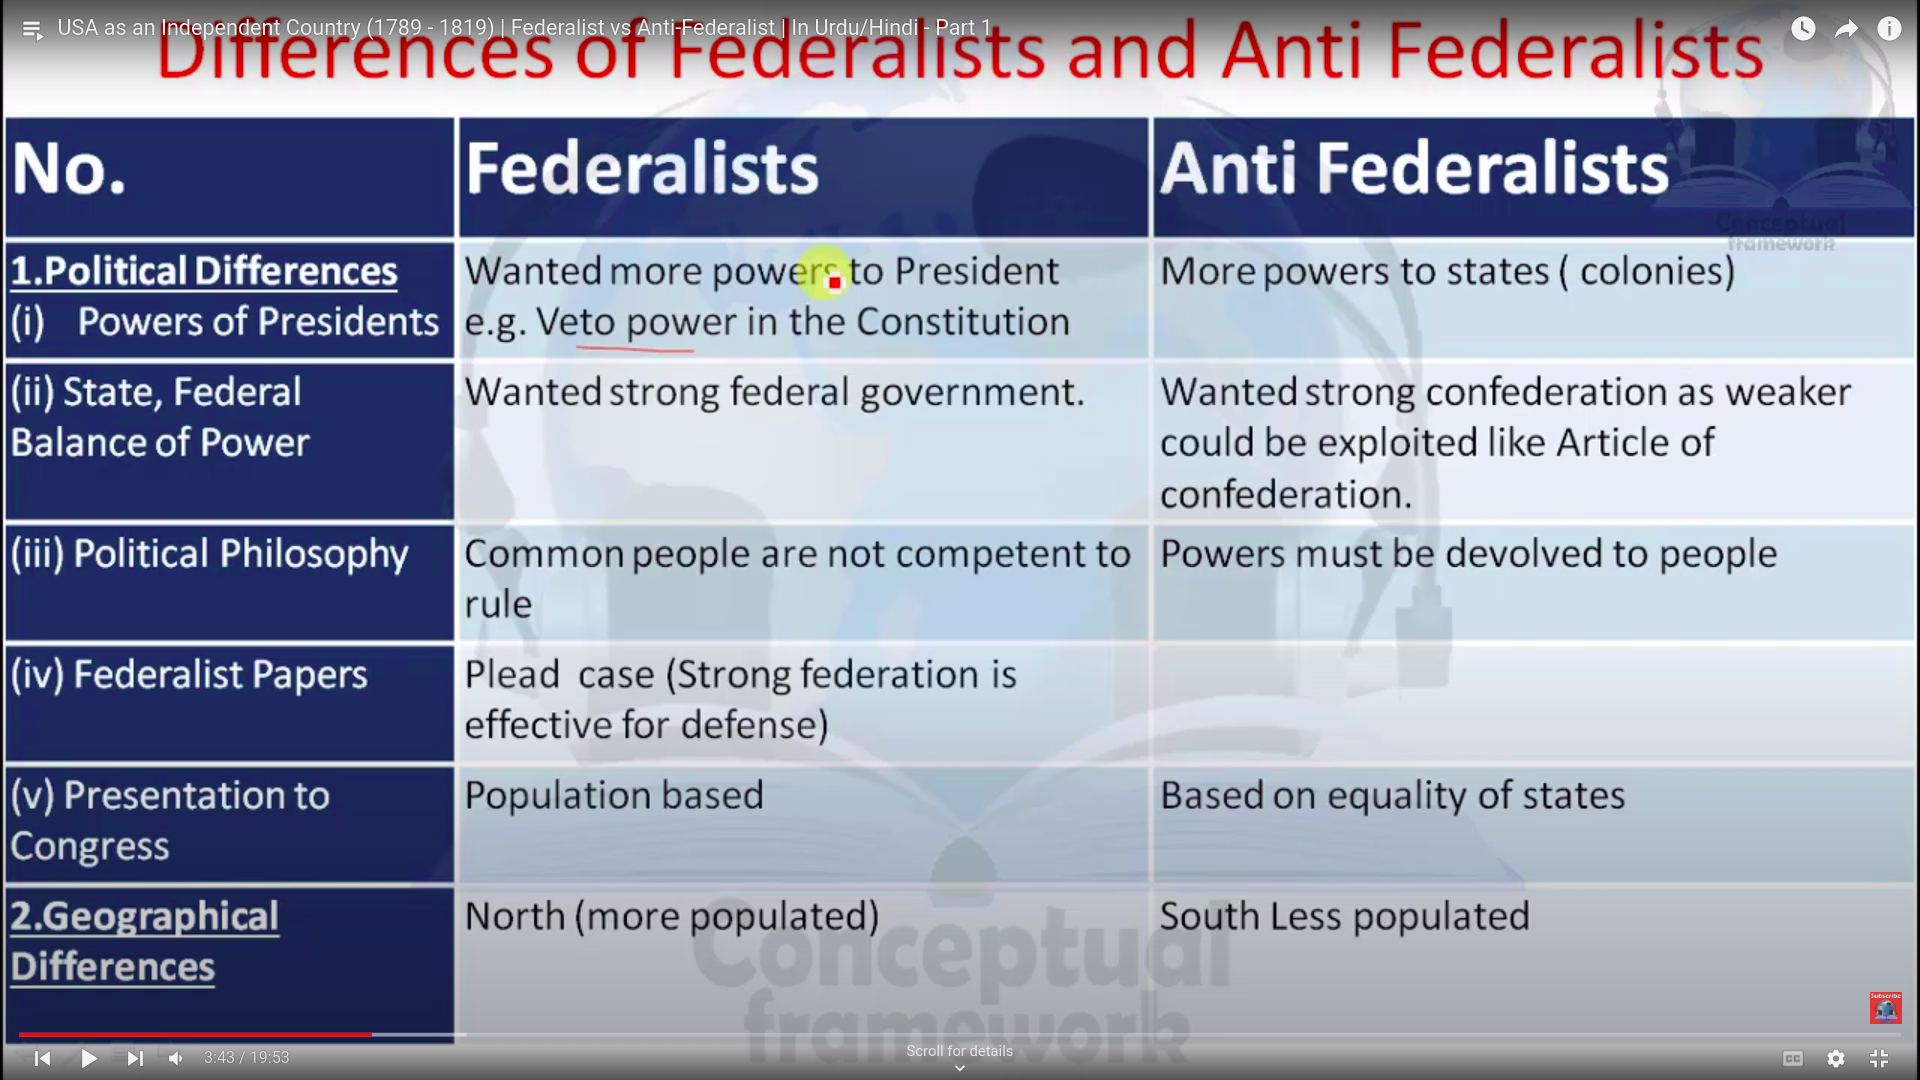 USA as an Independent Country (1789 - 1819) | Federalist vs Anti-Federalist | In Urdu/Hindi - Part 1
Differences of Federalists and Anti Federalists
No.
Federalists
Anti Federalists
Conceptual
framework
1.Political Differences
(i) Powers of Presidents
Wanted more powers to President
e.g. Veto power in the Constitution
More powers to states ( colonies)
(ii) State, Federal
Balance of Power
Wanted strong federal government.
Wanted strong confederation as weaker
could be exploited like Article of
confederation.
(iii) Political Philosophy
Common people are not competent to
rule
Powers must be devolved to people
(iv) Federalist Papers
Plead case (Strong federation is
effective for defense)
(v) Presentation to
Congress
Population based
Based on equality of states
2.Geographical
Differences
North (more populated)
South Less populated
Conceptual
framework
Subscribe
3:43 / 19:53
Scroll for details
CC